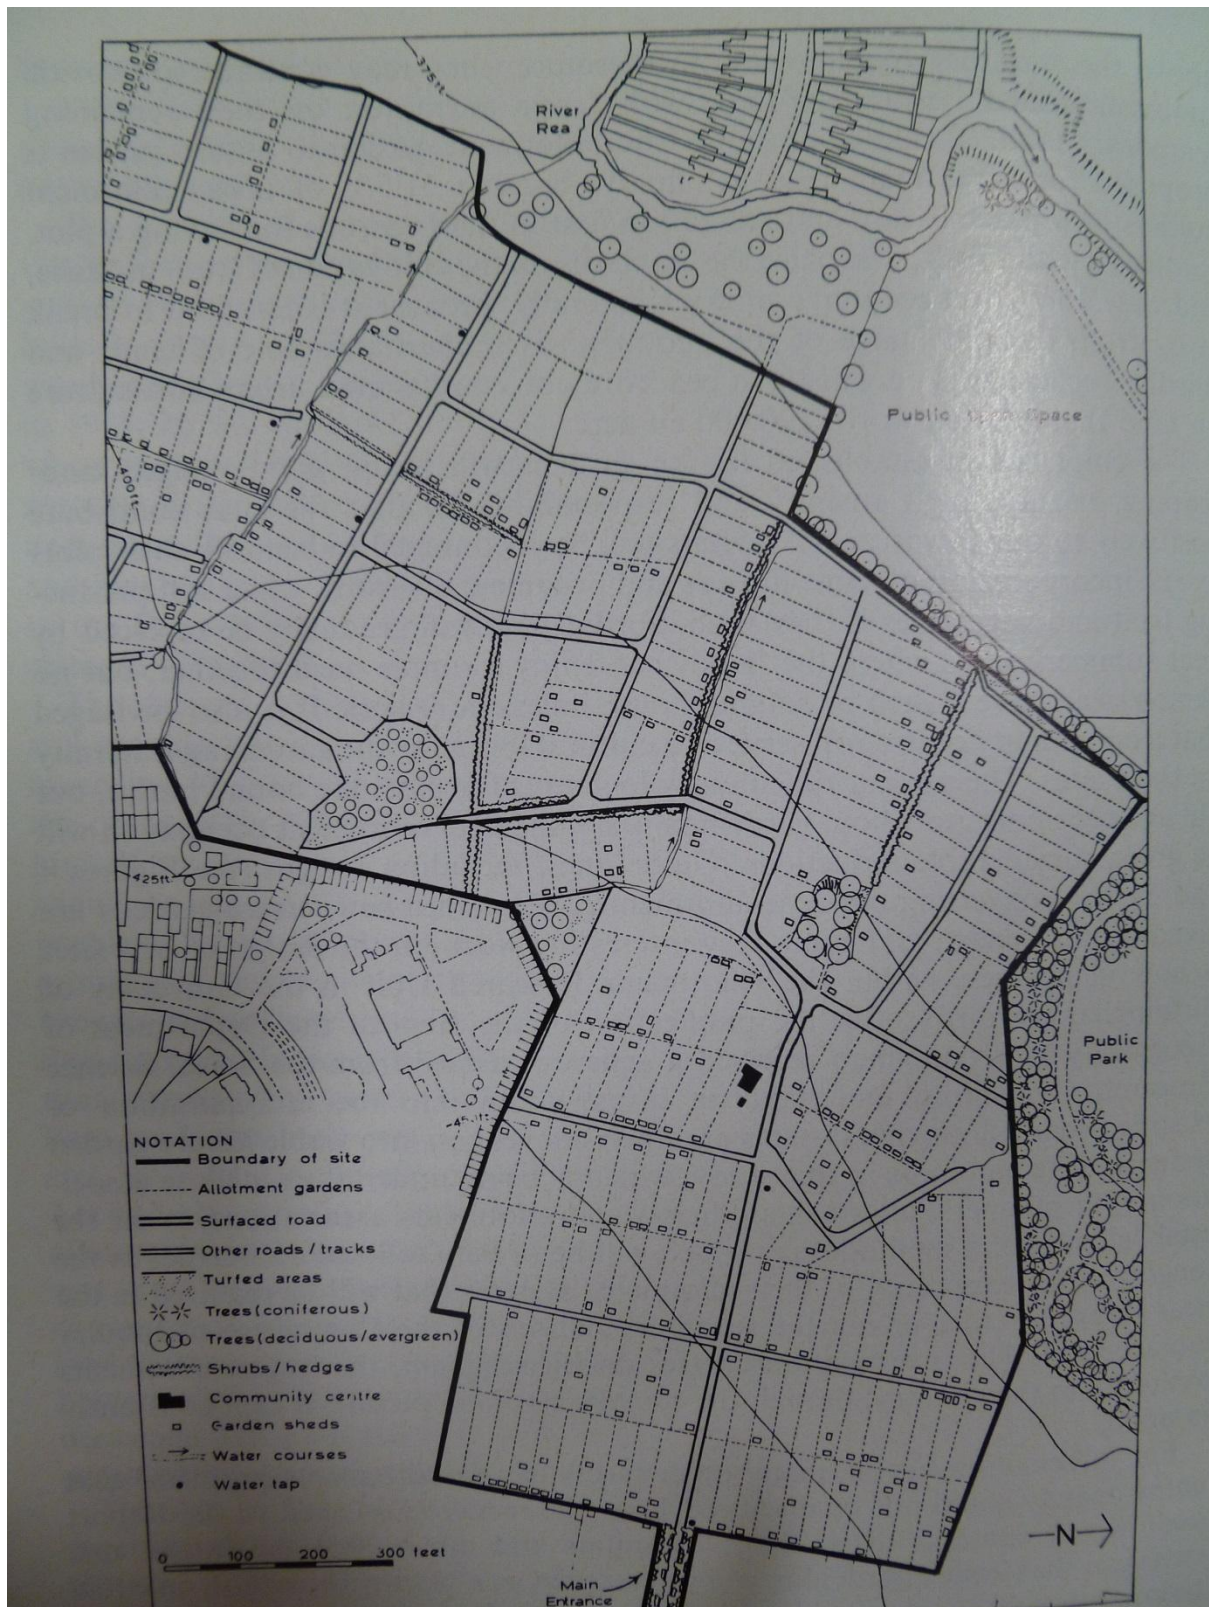 375ft
River
Rea
Public Open Space
400ft
425ft
Public
Park
NOTATION
Boundary of site
Allotment gardens
Surfaced road
Other roads / tracks
Turfed areas
Trees (coniferous)
Trees (deciduous/evergreen)
Shrubs / hedges
Community centre
Garden sheds
Water courses
Water tap
0 100 200 300 feet
N
Main
Entrance